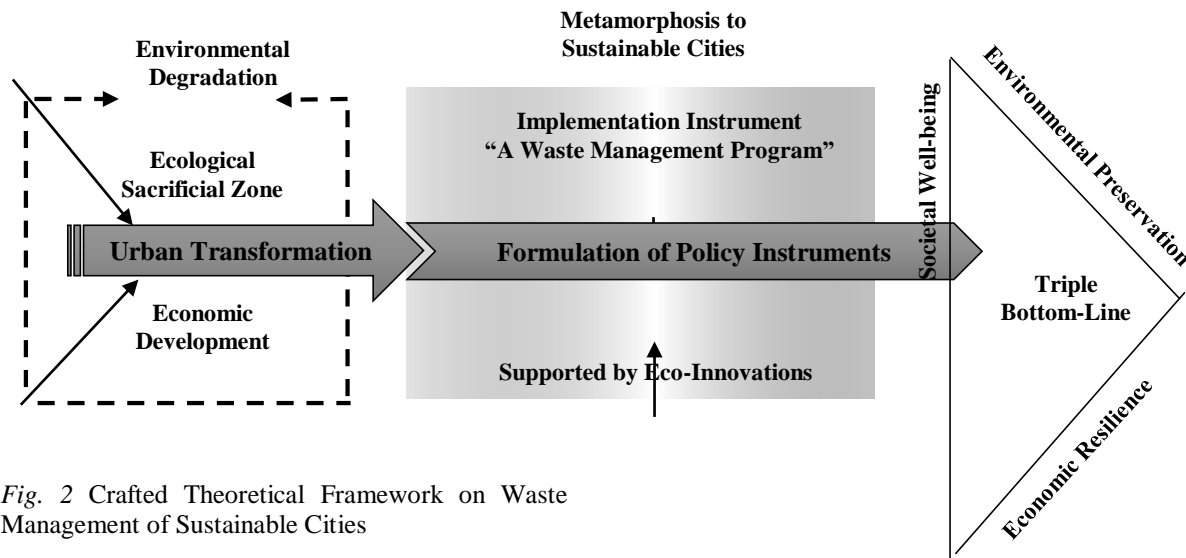 Environmental
Degradation
Ecological
Sacrificial Zone
Urban Transformation
Economic
Development
Metamorphosis to
Sustainable Cities
Implementation Instrument
“A Waste Management Program”
Formulation of Policy Instruments
Supported by Eco-Innovations
Societal Well-being
Environmental Preservation
Triple
Bottom-Line
Economic Resilience
Fig. 2 Crafted Theoretical Framework on Waste
Management of Sustainable Cities